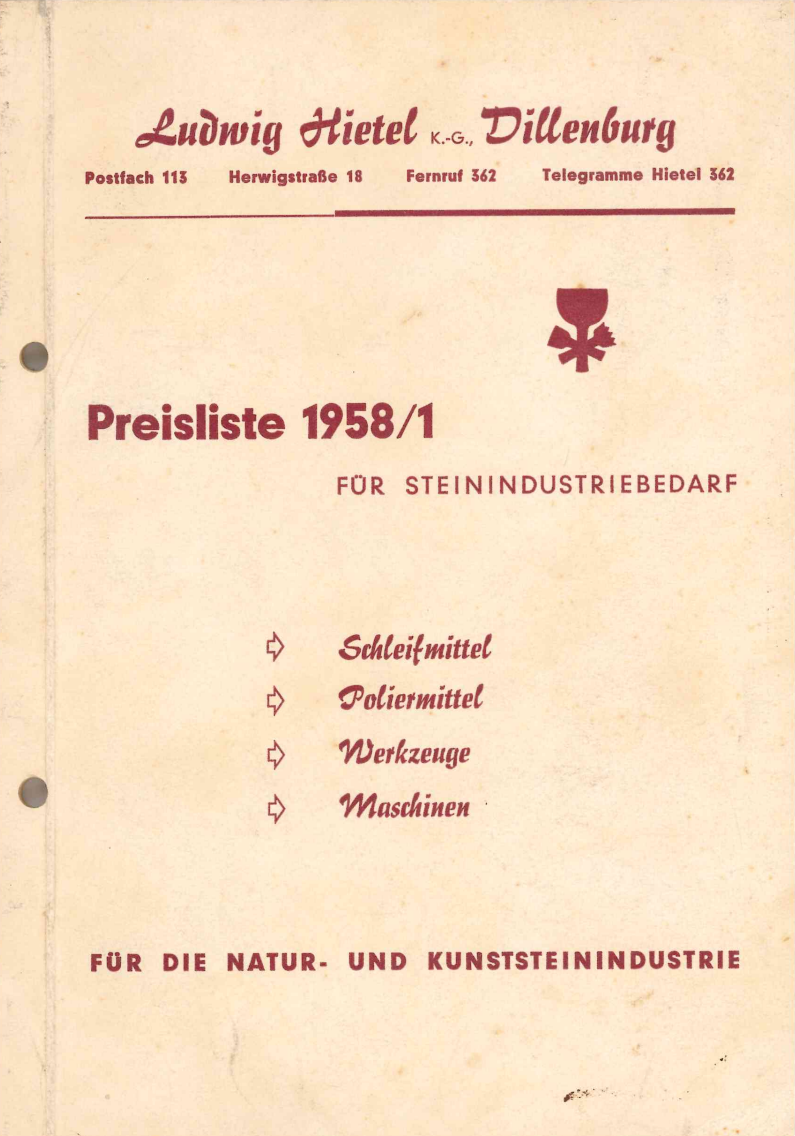 Ludwig Hietel K.-G., Dillenburg
Postfach 113 Herwigstraße 18 Fernruf 362 Telegramme Hietel 362
Preisliste 1958/1
FÜR STEININDUSTRIEBEDARF
Schleifmittel
Poliermittel
Werkzeuge
Maschinen
FÜR DIE NATUR- UND KUNSTSTEININDUSTRIE